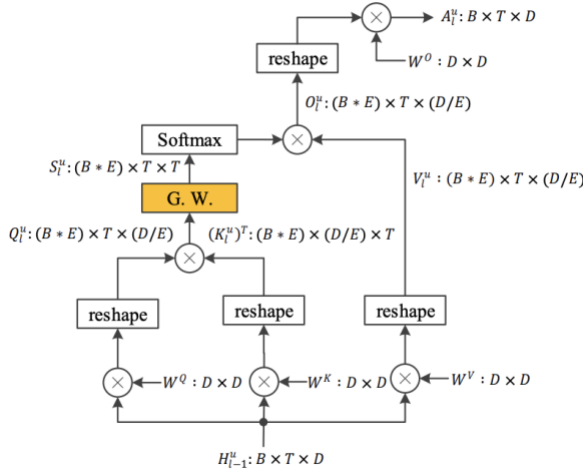 A_l^u: B × T × D
W^O : D × D
reshape
O_l^u: (B * E) × T × (D/E)
Softmax
S_l^u: (B * E) × T × T
V_l^u : (B * E) × T × (D/E)
G. W.
Q_l^u: (B * E) × T × (D/E)
(K_l^u)^T: (B * E) × (D/E) × T
reshape
reshape
reshape
W^Q : D × D
W^K : D × D
W^V : D × D
H_{l-1}^u: B × T × D